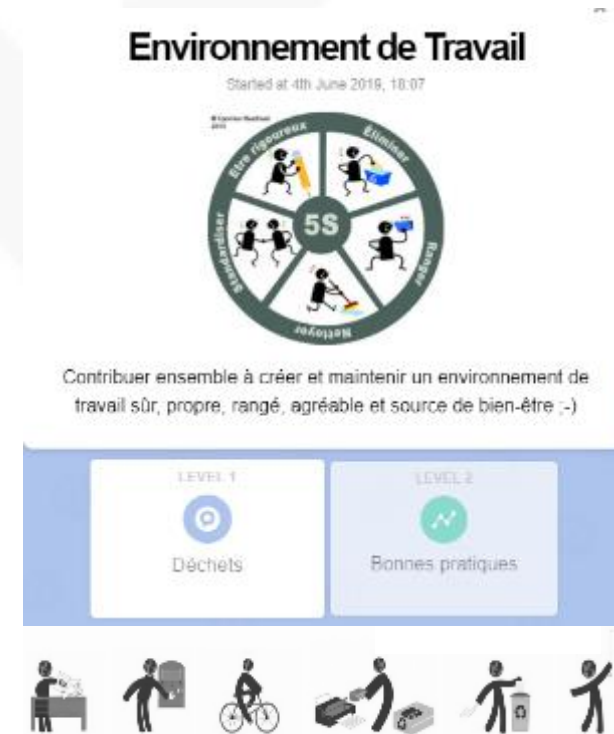 Environnement de Travail
Started at 4th June 2019, 18:07
Être rigoureux
Éliminer
Ranger
Nettoyer
Standardiser
5S
Contribuer ensemble à créer et maintenir un environnement de
travail sûr, propre, rangé, agréable et source de bien-être ;-)
LEVEL 1
LEVEL 2
Déchets
Bonnes pratiques